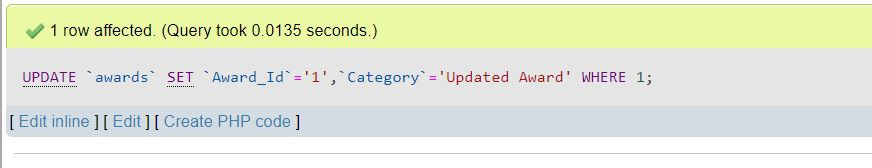 1 row affected. (Query took 0.0135 seconds.)
UPDATE `awards` SET `Award_Id`='1',`Category`='Updated Award' WHERE 1;
[ Edit inline ] [ Edit ] [ Create PHP code ]